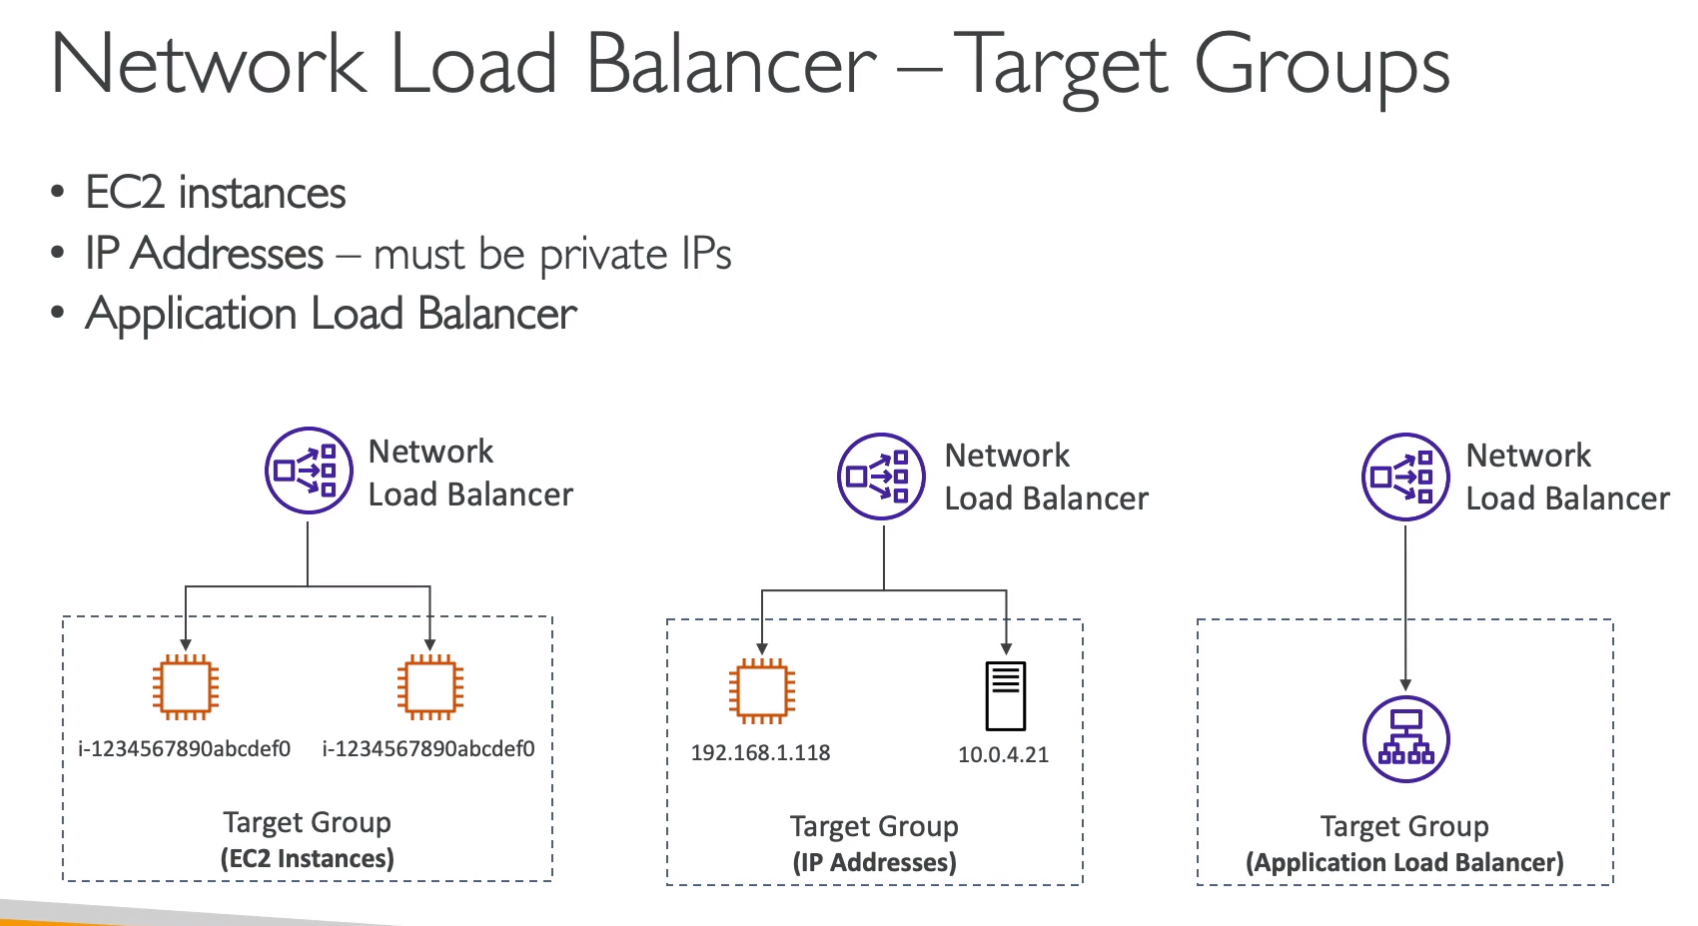 Network Load Balancer – Target Groups
• EC2 instances
• IP Addresses – must be private IPs
• Application Load Balancer
Network
Load Balancer
i-1234567890abcdef0
i-1234567890abcdef0
Target Group
(EC2 Instances)
Network
Load Balancer
192.168.1.118
10.0.4.21
Target Group
(IP Addresses)
Network
Load Balancer
Target Group
(Application Load Balancer)